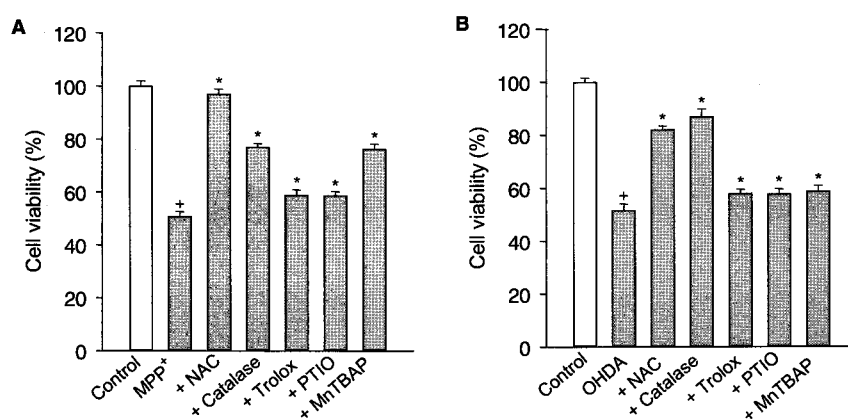 A
Cell viability (%)
120
100
80
60
40
20
0
+
*
*
*
*
*
Control
MPP⁺
+ NAC
+ Catalase
+ Trolox
+ PTIO
+ MnTBAP
B
Cell viability (%)
120
100
80
60
40
20
0
+
*
*
*
*
*
Control
OHDA
+ NAC
+ Catalase
+ Trolox
+ PTIO
+ MnTBAP